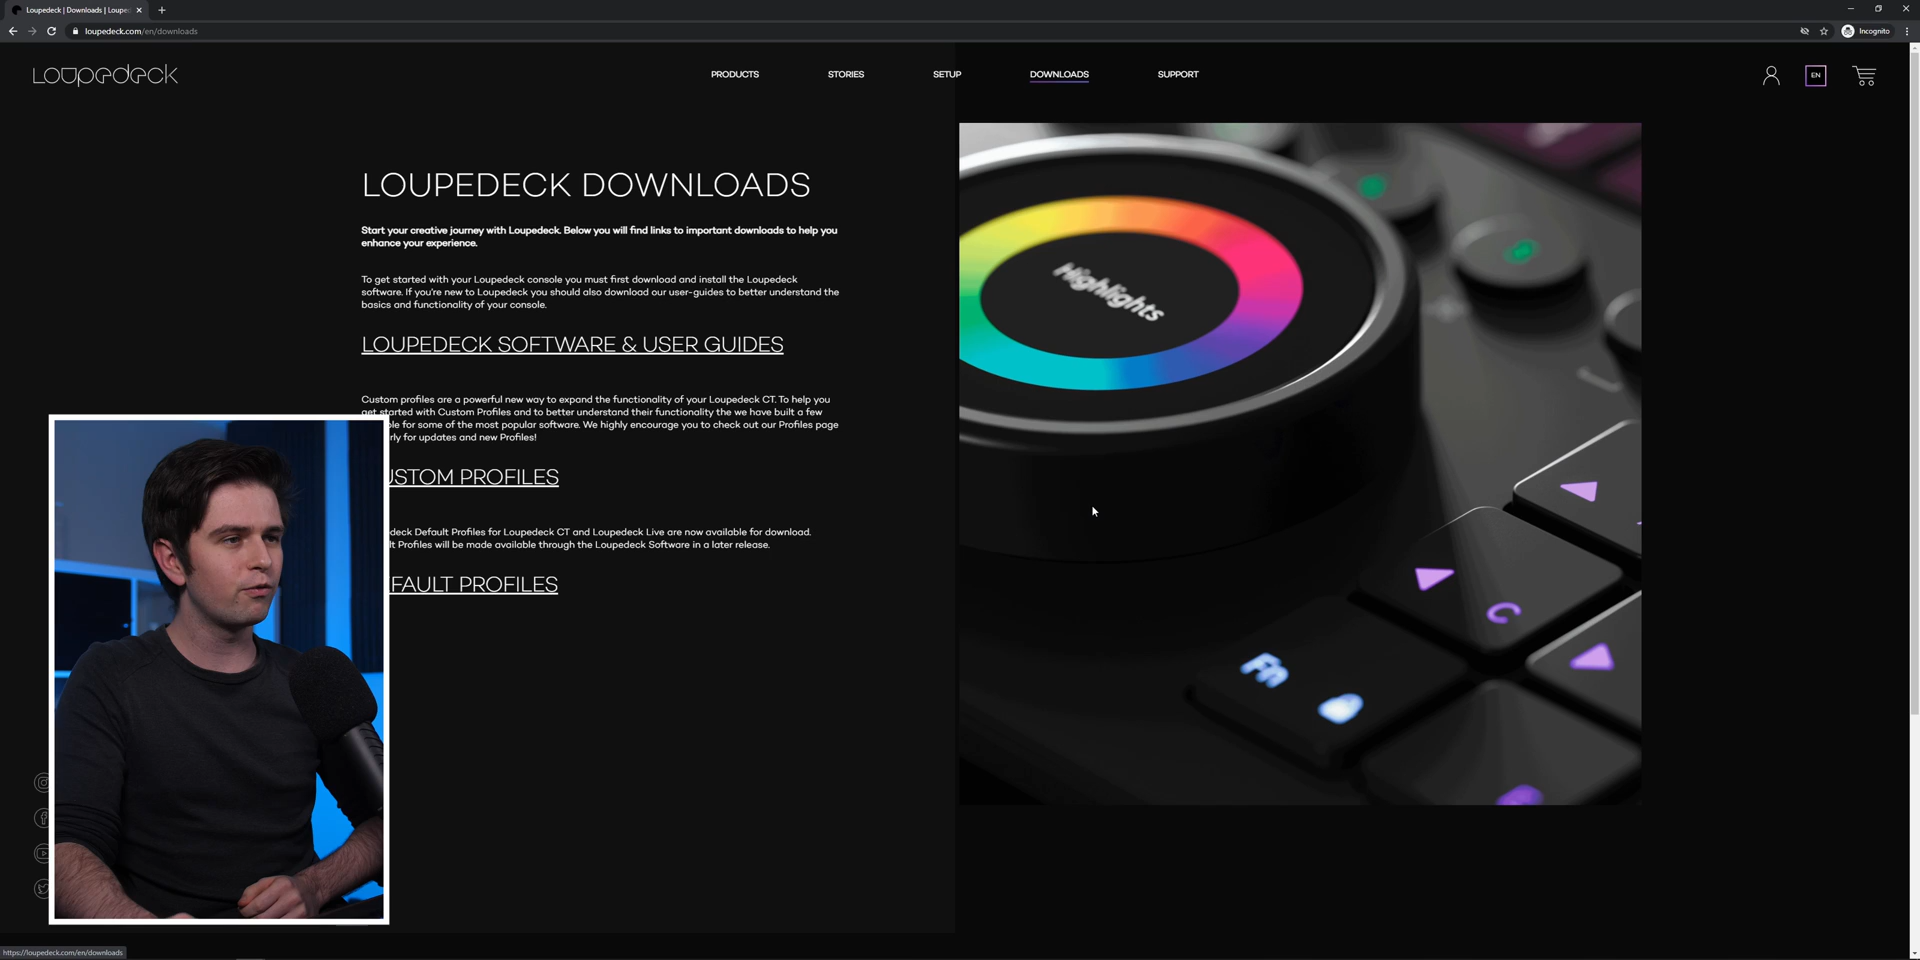 Loupedeck | Downloads | Louped
loupedeck.com/en/downloads
Incognito
Loupedeck
PRODUCTS
STORIES
SETUP
DOWNLOADS
SUPPORT
EN
LOUPEDECK DOWNLOADS
Start your creative journey with Loupedeck. Below you will find links to important downloads to help you
enhance your experience.
To get started with your Loupedeck console you must first download and install the Loupedeck
software. If you're new to Loupedeck you should also download our user-guides to better understand the
basics and functionality of your console.
LOUPEDECK SOFTWARE & USER GUIDES
Custom profiles are a powerful new way to expand the functionality of your Loupedeck CT. To help you
get started with Custom Profiles and to better understand their functionality the we have built a few
for some of the most popular software. We highly encourage you to check out our Profiles page
for updates and new Profiles!
USTOM PROFILES
deck Default Profiles for Loupedeck CT and Loupedeck Live are now available for download.
lt Profiles will be made available through the Loupedeck Software in a later release.
FAULT PROFILES
Highlights
C
Fn
https://loupedeck.com/en/downloads